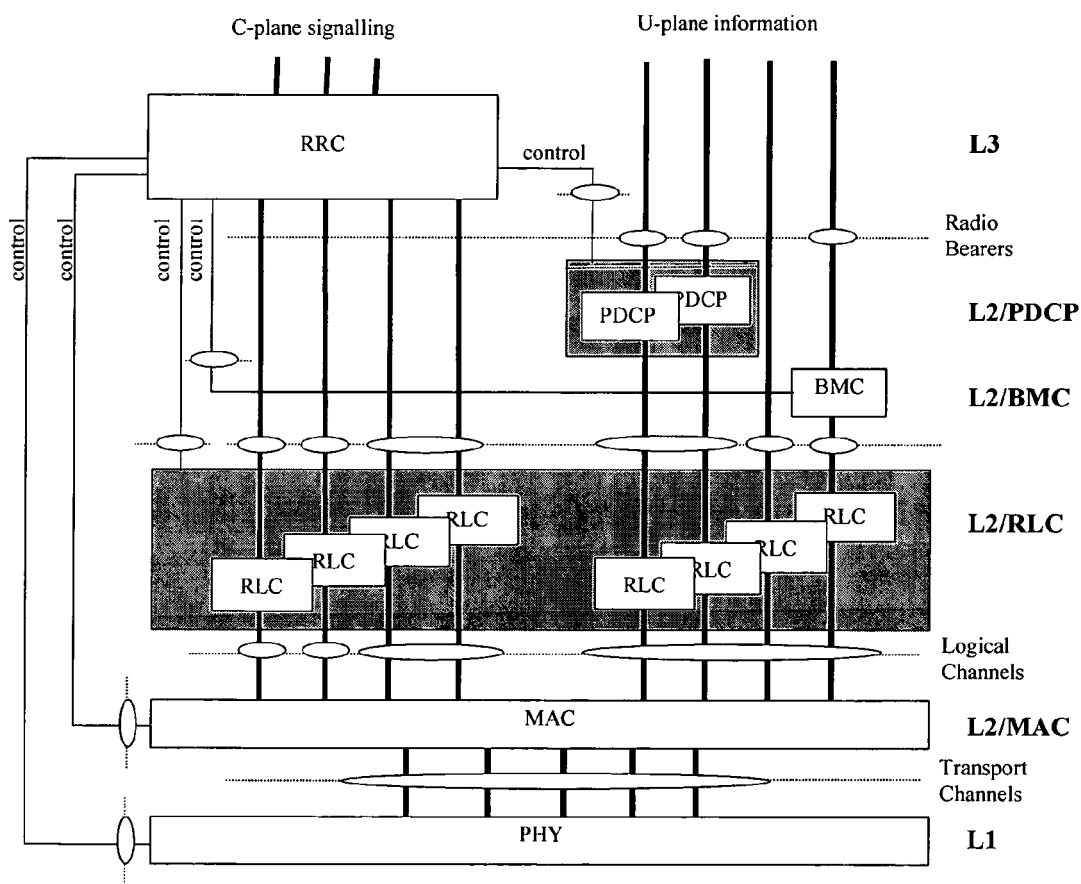 C-plane signalling
U-plane information
RRC
L3
control
control
control
control
control
Radio
Bearers
PDCP
PDCP
L2/PDCP
BMC
L2/BMC
RLC
RLC
RLC
RLC
RLC
RLC
RLC
RLC
L2/RLC
Logical
Channels
MAC
L2/MAC
Transport
Channels
PHY
L1